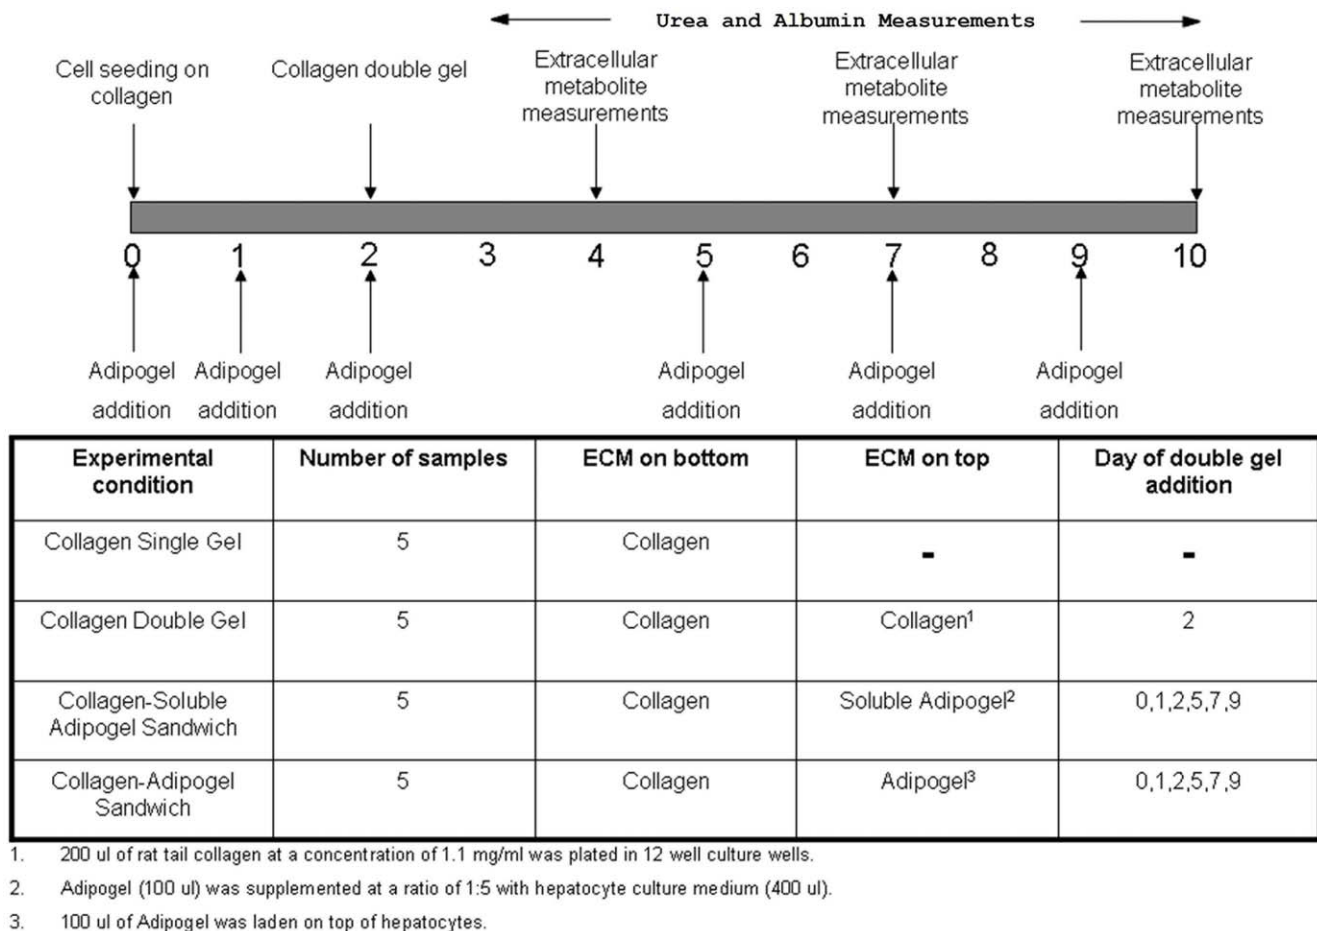 Urea and Albumin Measurements
Cell seeding on
collagen
Collagen double gel
Extracellular
metabolite
measurements
Extracellular
metabolite
measurements
Extracellular
metabolite
measurements
0 1 2 3 4 5 6 7 8 9 10
Adipogel
addition
Adipogel
addition
Adipogel
addition
Adipogel
addition
Adipogel
addition
Adipogel
addition
Experimental
condition
Number of samples
ECM on bottom
ECM on top
Day of double gel
addition
Collagen Single Gel
5
Collagen
-
-
Collagen Double Gel
5
Collagen
Collagen¹
2
Collagen-Soluble
Adipogel Sandwich
5
Collagen
Soluble Adipogel²
0,1,2,5,7,9
Collagen-Adipogel
Sandwich
5
Collagen
Adipogel³
0,1,2,5,7,9
1. 200 ul of rat tail collagen at a concentration of 1.1 mg/ml was plated in 12 well culture wells.
2. Adipogel (100 ul) was supplemented at a ratio of 1:5 with hepatocyte culture medium (400 ul).
3. 100 ul of Adipogel was laden on top of hepatocytes.